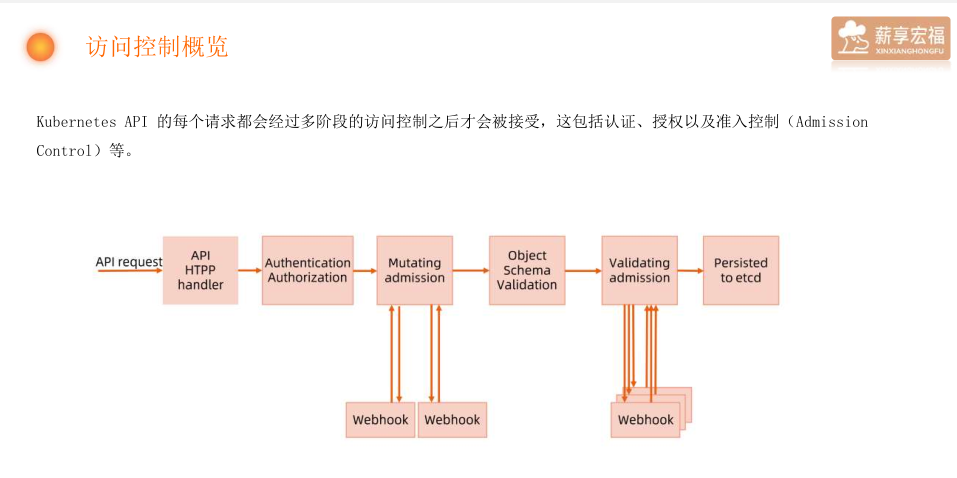 访问控制概览
薪享宏福
XINXIANGHONGFU
Kubernetes API 的每个请求都会经过多阶段的访问控制之后才会被接受，这包括认证、授权以及准入控制（Admission
Control）等。
API request
API
HTPP
handler
Authentication
Authorization
Mutating
admission
Object
Schema
Validation
Validating
admission
Persisted
to etcd
Webhook
Webhook
Webhook